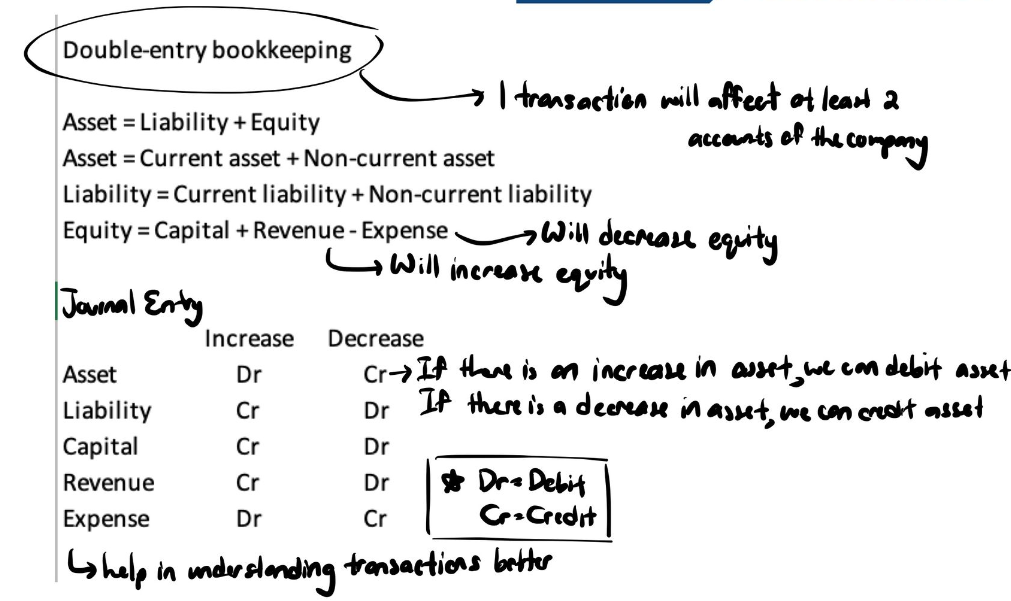 Double-entry bookkeeping
1 transaction will affect at least 2
accounts of the company
Asset = Liability + Equity
Asset = Current asset + Non-current asset
Liability = Current liability + Non-current liability
Equity = Capital + Revenue - Expense → Will decrease equity
→ Will increase equity
Journal Entry
Increase Decrease
Asset Dr Cr → If there is an increase in asset, we can debit asset
If there is a decrease in asset, we can credit asset
Liability Cr Dr
Capital Cr Dr
Revenue Cr Dr
Expense Dr Cr
* Dr = Debit
Cr = Credit
↳ help in understanding transactions better